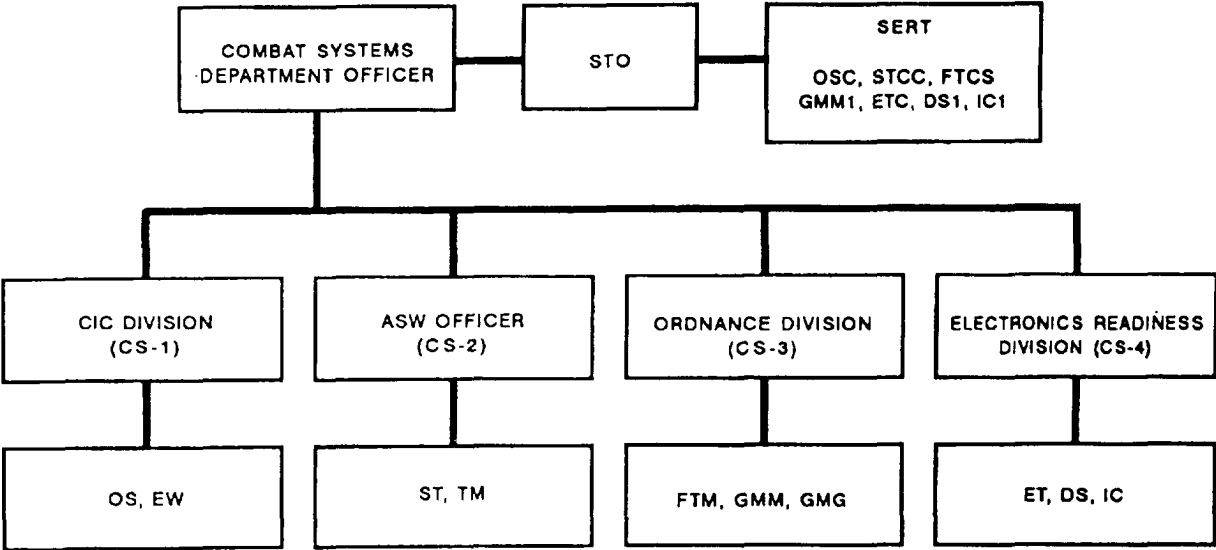 COMBAT SYSTEMS
DEPARTMENT OFFICER
STO
SERT
OSC, STCC, FTCS
GMM1, ETC, DS1, IC1
CIC DIVISION
(CS-1)
ASW OFFICER
(CS-2)
ORDNANCE DIVISION
(CS-3)
ELECTRONICS READINESS
DIVISION (CS-4)
OS, EW
ST, TM
FTM, GMM, GMG
ET, DS, IC